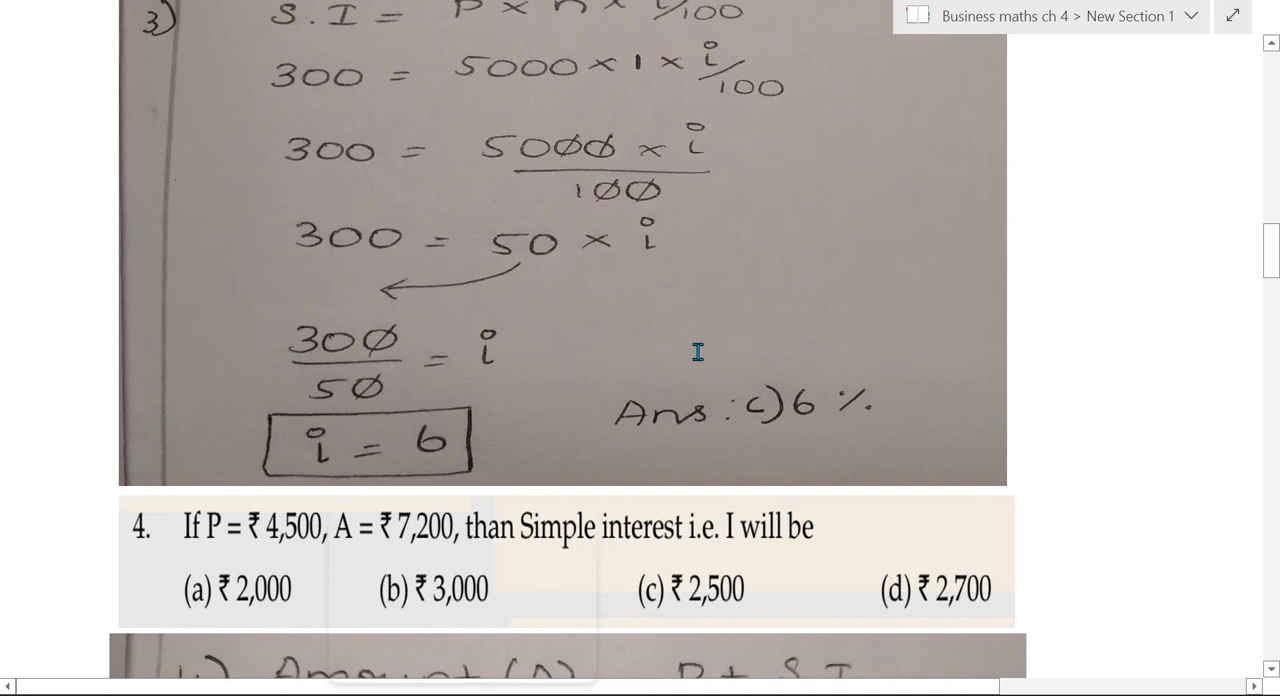 Business maths ch 4 > New Section 1
3) S.I = P × n × i/100
300 = 5000 × 1 × i/100
300 = 5000 × i / 100
300 = 50 × i
300/50 = i
i = 6
Ans : c) 6 %.
4. If P = ₹ 4,500, A = ₹ 7,200, than Simple interest i.e. I will be
(a) ₹ 2,000 (b) ₹ 3,000 (c) ₹ 2,500 (d) ₹ 2,700
Amount (A) P + S I